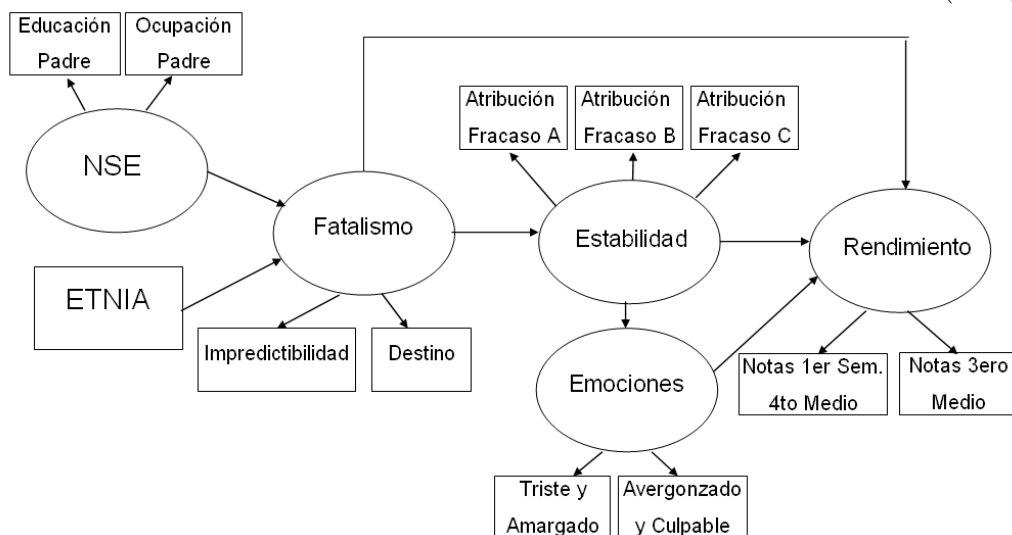 Educación
Padre
Ocupación
Padre
NSE
ETNIA
Fatalismo
Impredictibilidad
Destino
Atribución
Fracaso A
Atribución
Fracaso B
Atribución
Fracaso C
Estabilidad
Emociones
Triste y
Amargado
Avergonzado
y Culpable
Rendimiento
Notas 1er Sem.
4to Medio
Notas 3ero
Medio